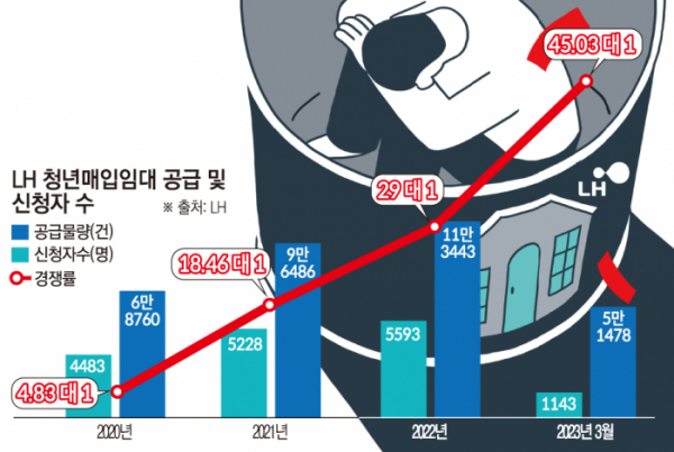 LH 청년매입임대 공급 및
신청자 수
※ 출처: LH
공급물량(건)
신청자수(명)
경쟁률
4.83 대 1
18.46 대 1
29 대 1
45.03 대 1
LH
4483
6만
8760
5228
9만
6486
5593
11만
3443
1143
5만
1478
2020년
2021년
2022년
2023년 3월